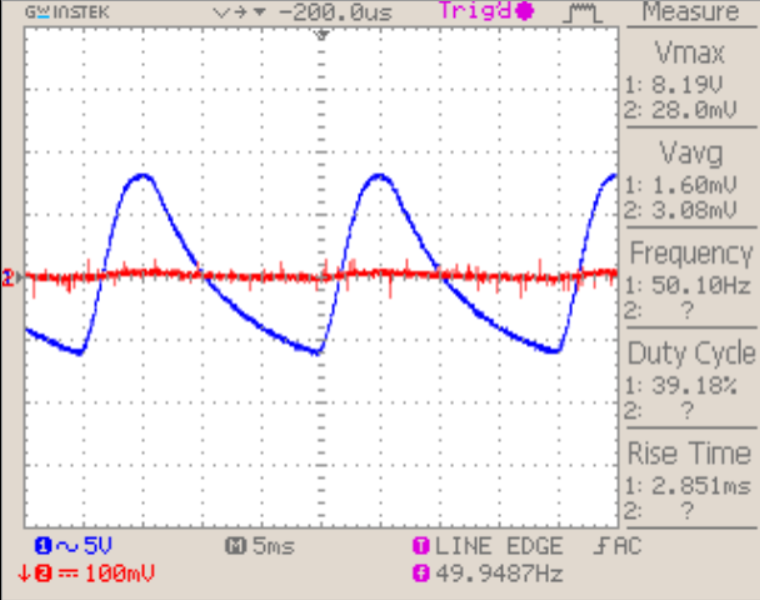 GW INSTEK -200.0us Trig'd Measure
Vmax
1: 8.19V
2: 28.0mV
Vavg
1: 1.60mV
2: 3.08mV
Frequency
1: 50.10Hz
2: ?
Duty Cycle
1: 39.18%
2: ?
Rise Time
1: 2.851ms
2: ?
2
1 ~ 5V M 5ms T LINE EDGE AC
2 100mV f 49.9487Hz